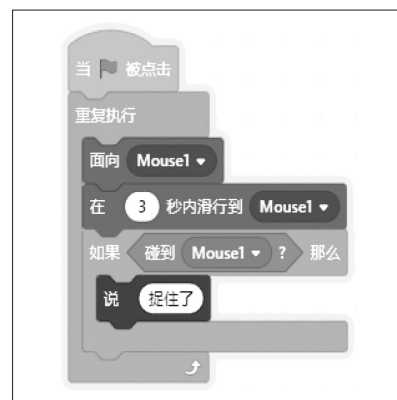 当 被点击
重复执行
面向 Mouse1
在 3 秒内滑行到 Mouse1
如果 碰到 Mouse1 ? 那么
说 捉住了